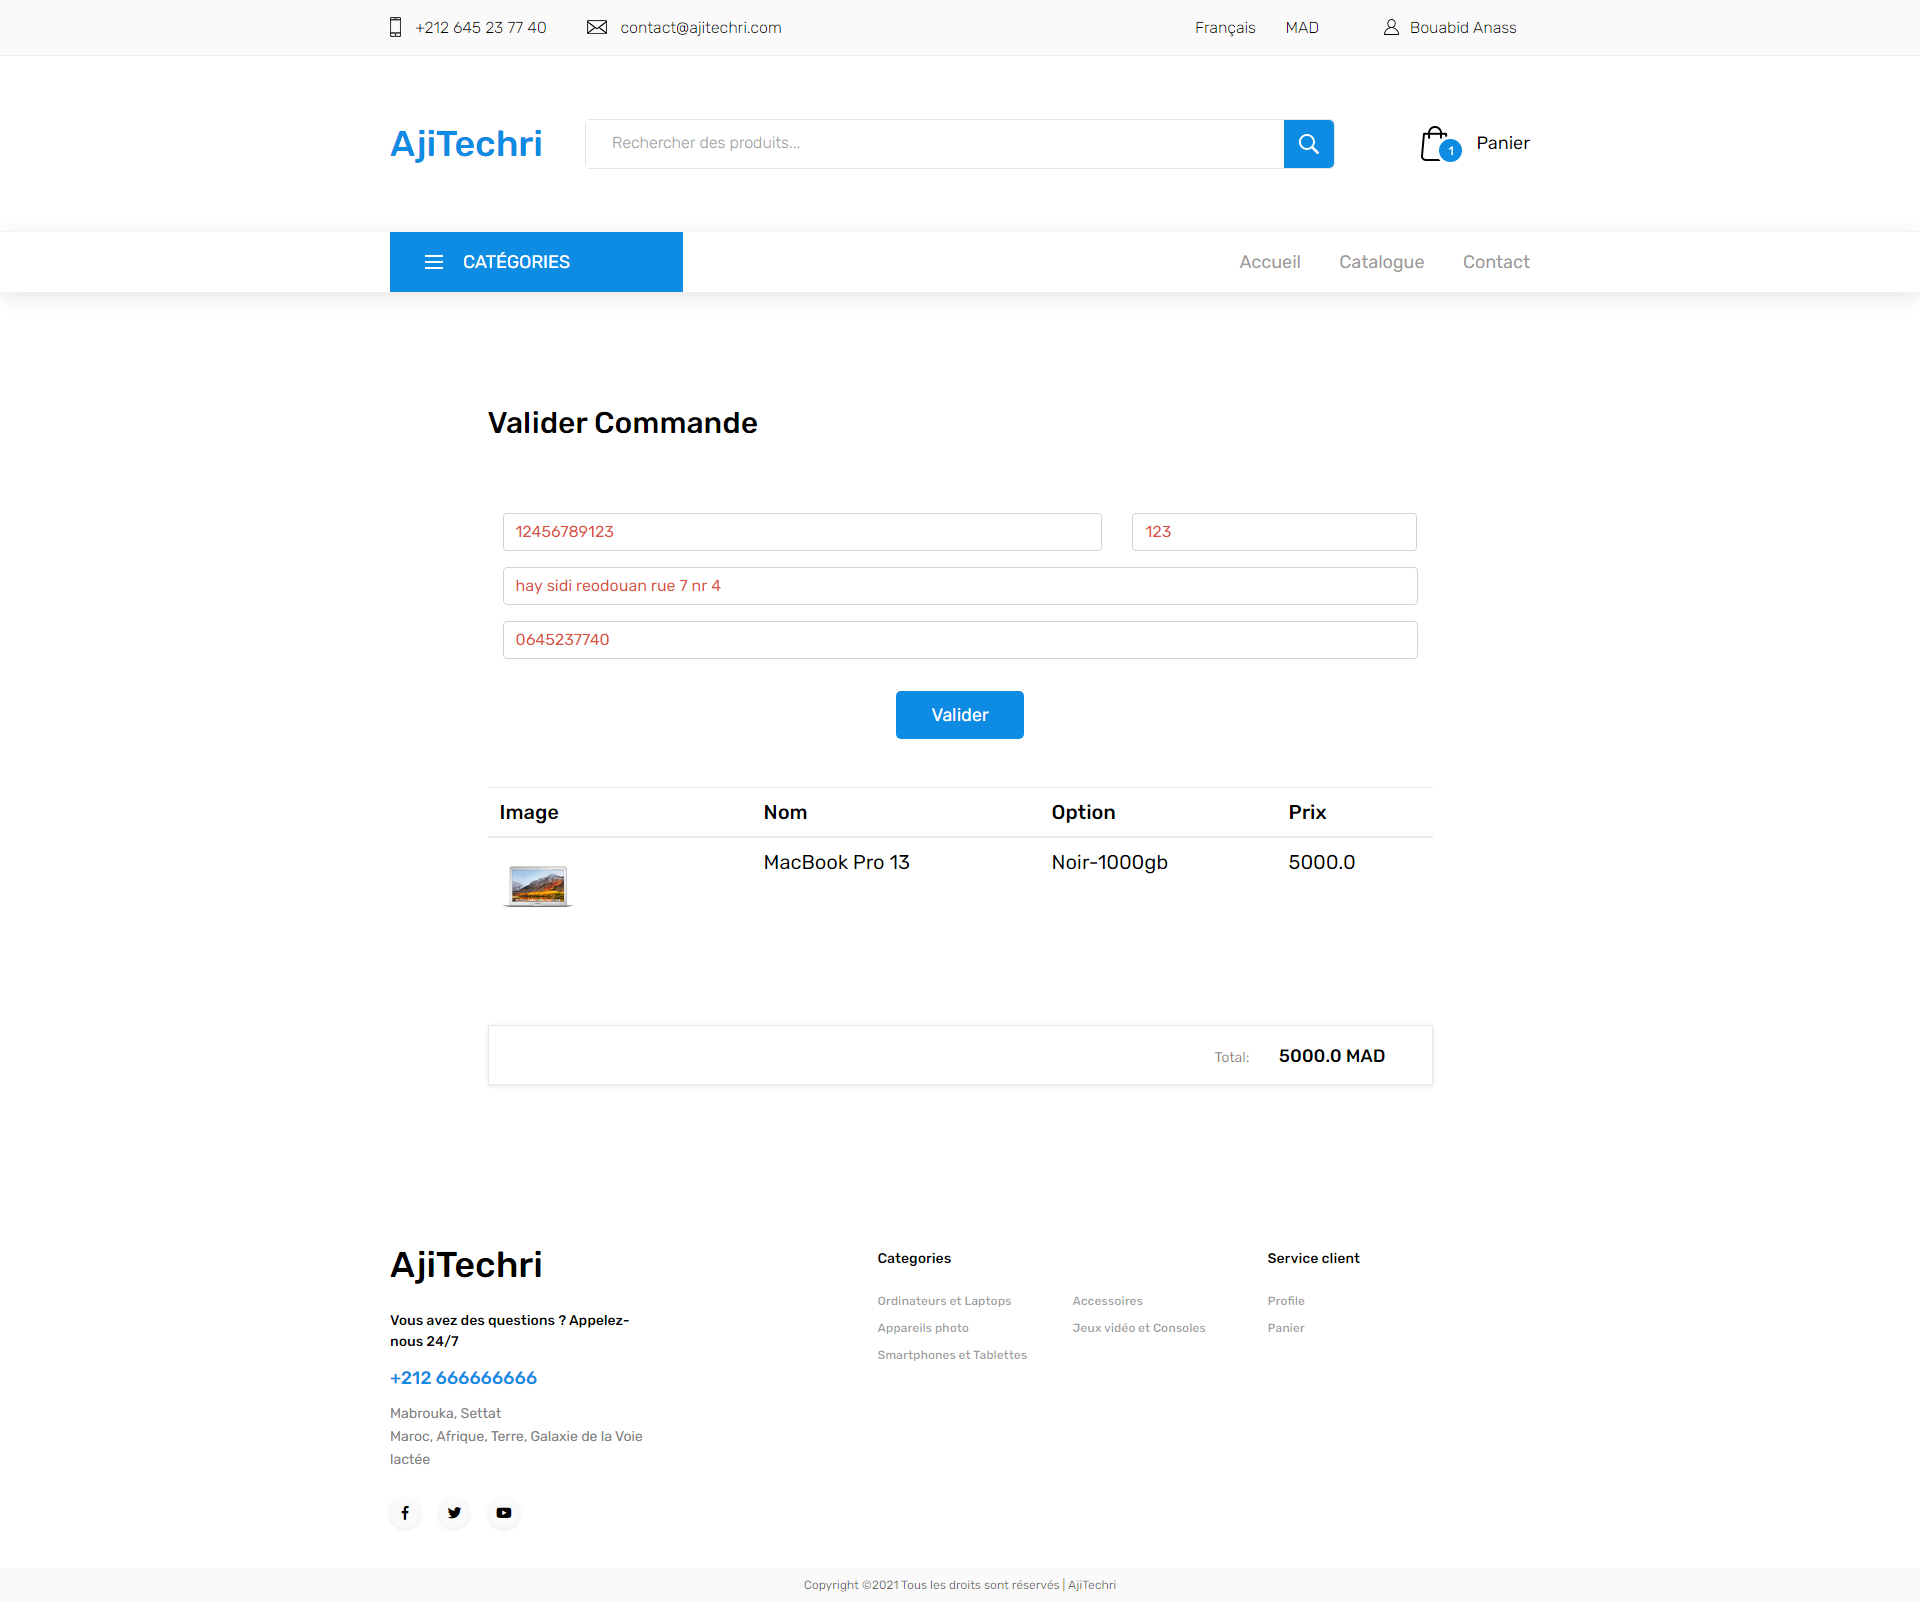 +212 645 23 77 40 contact@ajitechri.com Français MAD Bouabid Anass
AjiTechri Rechercher des produits... 1 Panier
CATÉGORIES Accueil Catalogue Contact
Valider Commande
12456789123 123
hay sidi reodouan rue 7 nr 4
0645237740
Valider
Image Nom Option Prix
MacBook Pro 13 Noir-1000gb 5000.0
Total: 5000.0 MAD
AjiTechri
Vous avez des questions ? Appelez-
nous 24/7
+212 666666666
Mabrouka, Settat
Maroc, Afrique, Terre, Galaxie de la Voie
lactée
Categories
Ordinateurs et Laptops
Appareils photo
Smartphones et Tablettes
Accessoires
Jeux vidéo et Consoles
Service client
Profile
Panier
Copyright ©2021 Tous les droits sont réservés | AjiTechri